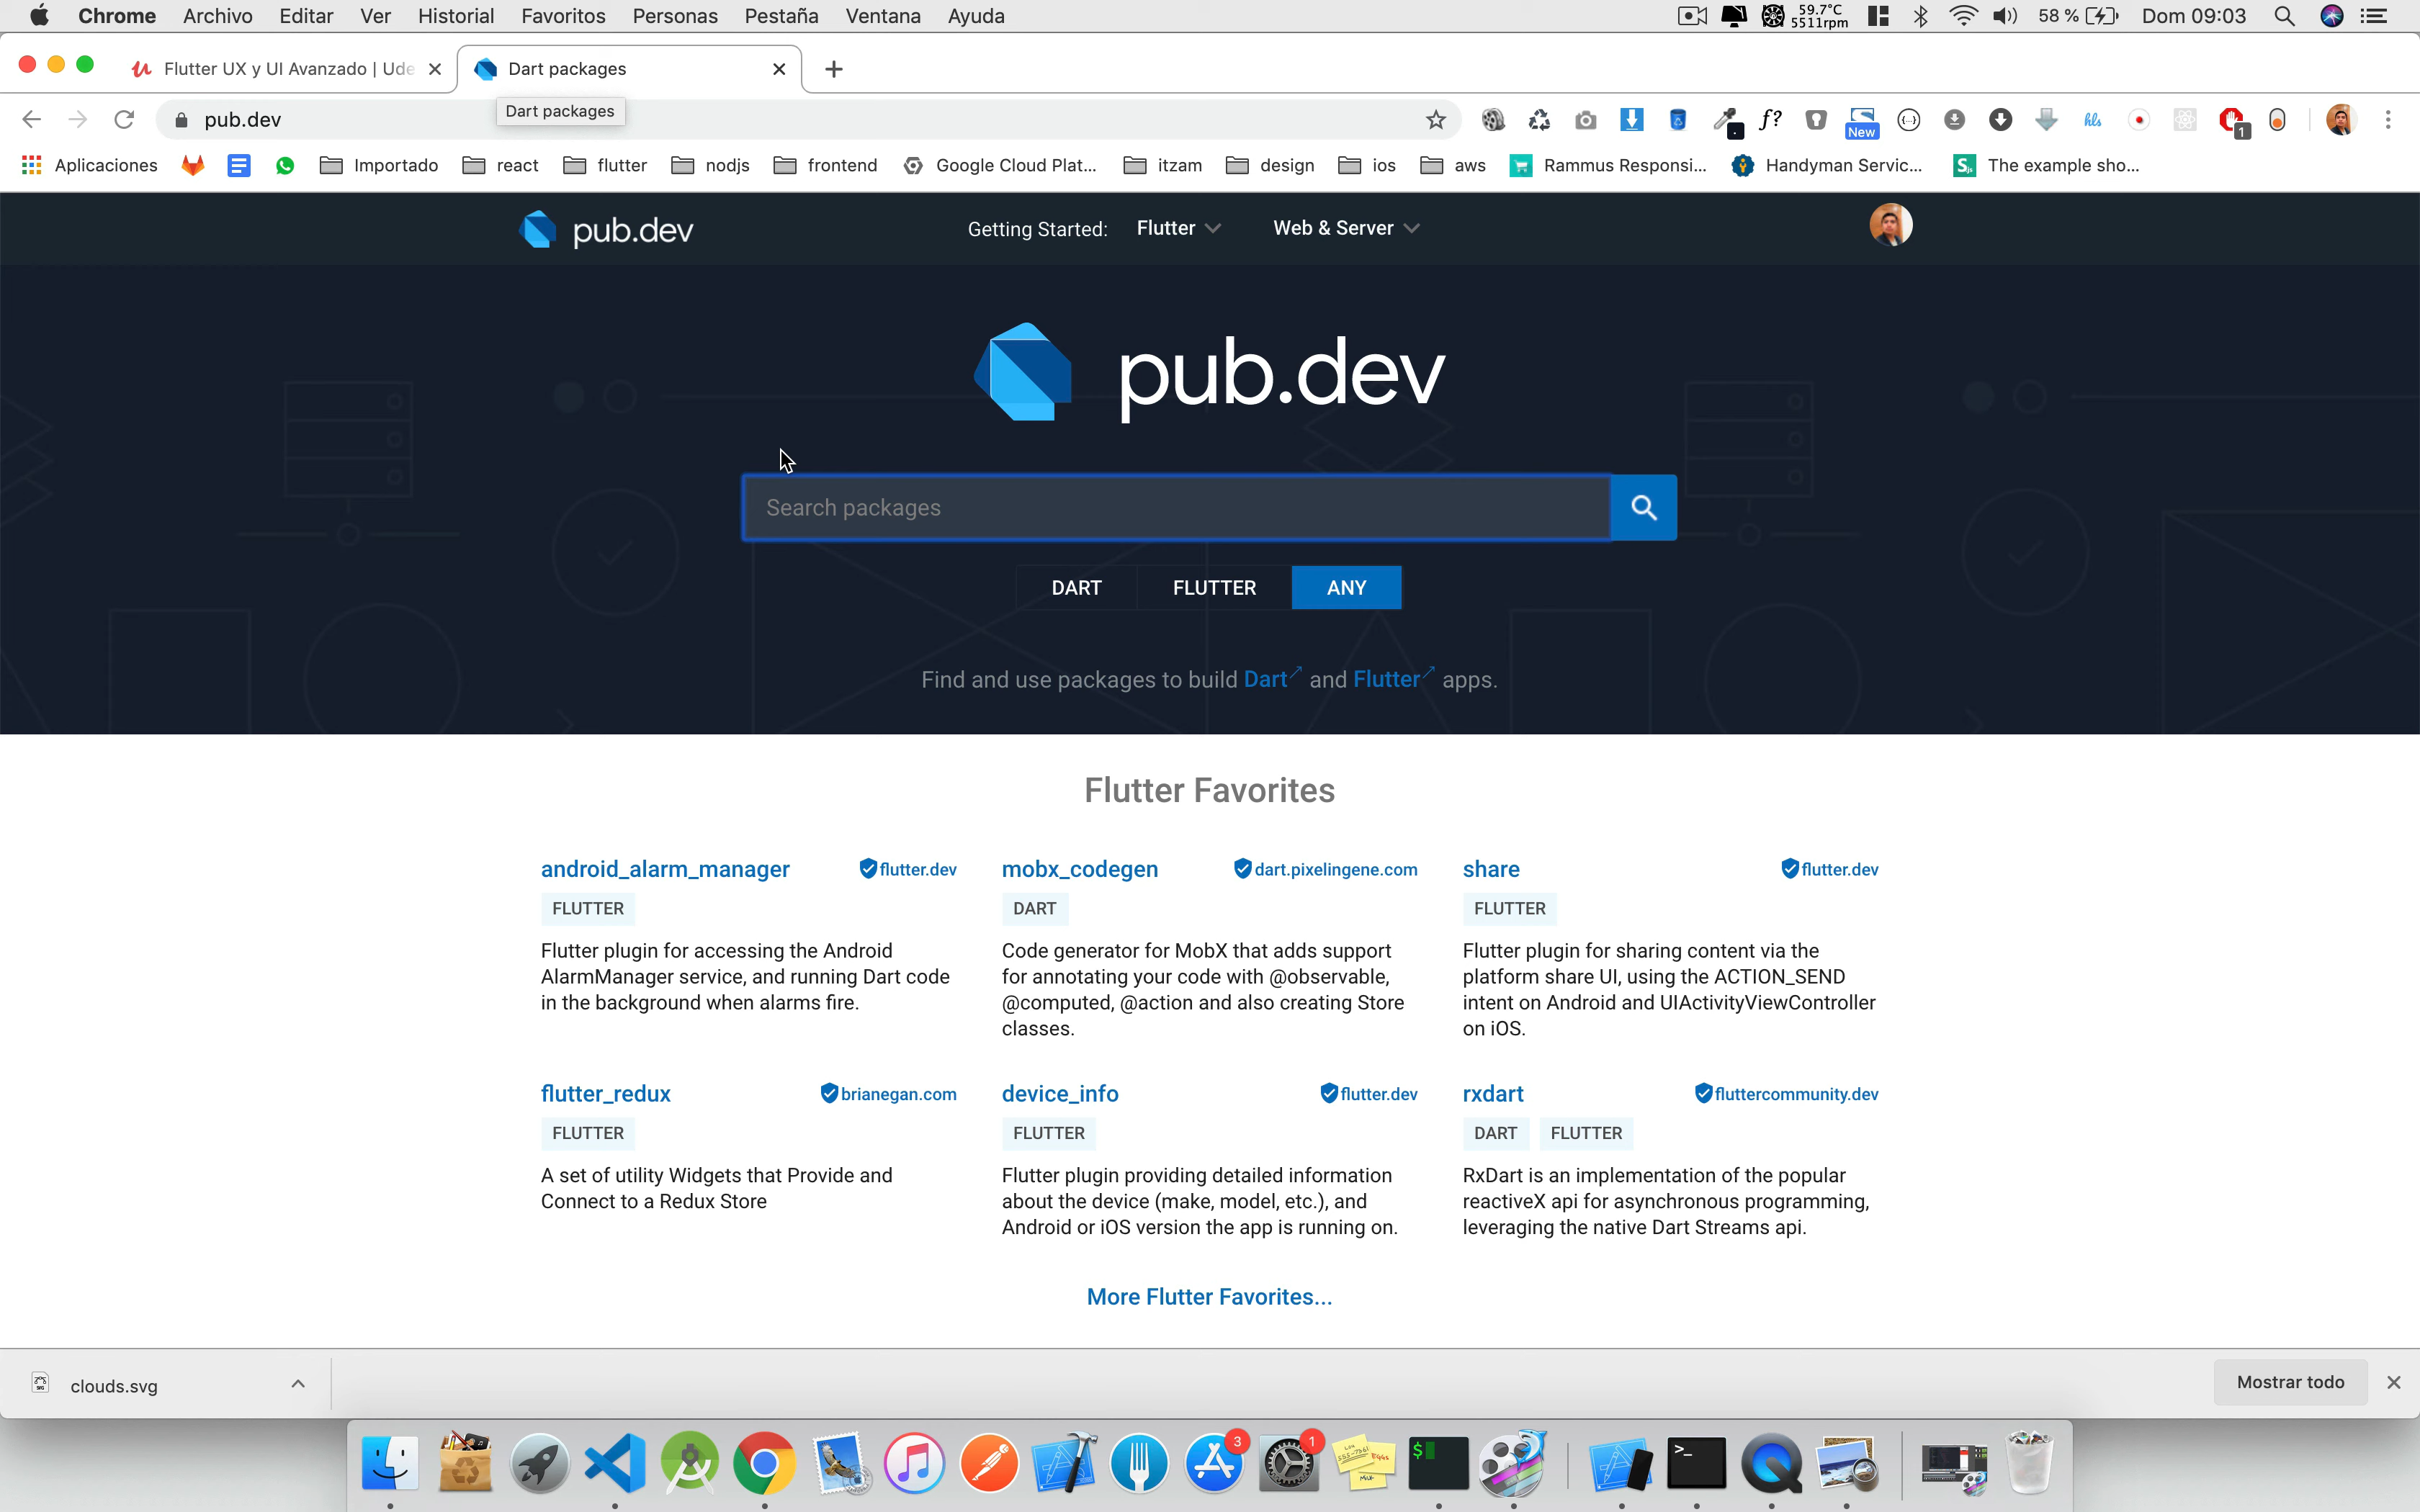 Chrome Archivo Editar Ver Historial Favoritos Personas Pestaña Ventana Ayuda 59.7°C 5511rpm 58 % Dom 09:03
Flutter UX y UI Avanzado | Ude
Dart packages
pub.dev
Dart packages
f?
New
hls
1
Aplicaciones Importado react flutter nodjs frontend Google Cloud Plat... itzam design ios aws Rammus Responsi... Handyman Servic... The example sho...
pub.dev
Getting Started: Flutter Web & Server
pub.dev
Search packages
DART FLUTTER ANY
Find and use packages to build Dart and Flutter apps.
Flutter Favorites
android_alarm_manager flutter.dev
FLUTTER
Flutter plugin for accessing the Android
AlarmManager service, and running Dart code
in the background when alarms fire.
mobx_codegen dart.pixelingene.com
DART
Code generator for MobX that adds support
for annotating your code with @observable,
@computed, @action and also creating Store
classes.
share flutter.dev
FLUTTER
Flutter plugin for sharing content via the
platform share UI, using the ACTION_SEND
intent on Android and UIActivityViewController
on iOS.
flutter_redux brianegan.com
FLUTTER
A set of utility Widgets that Provide and
Connect to a Redux Store
device_info flutter.dev
FLUTTER
Flutter plugin providing detailed information
about the device (make, model, etc.), and
Android or iOS version the app is running on.
rxdart fluttercommunity.dev
DART FLUTTER
RxDart is an implementation of the popular
reactiveX api for asynchronous programming,
leveraging the native Dart Streams api.
More Flutter Favorites...
clouds.svg
Mostrar todo
3
1